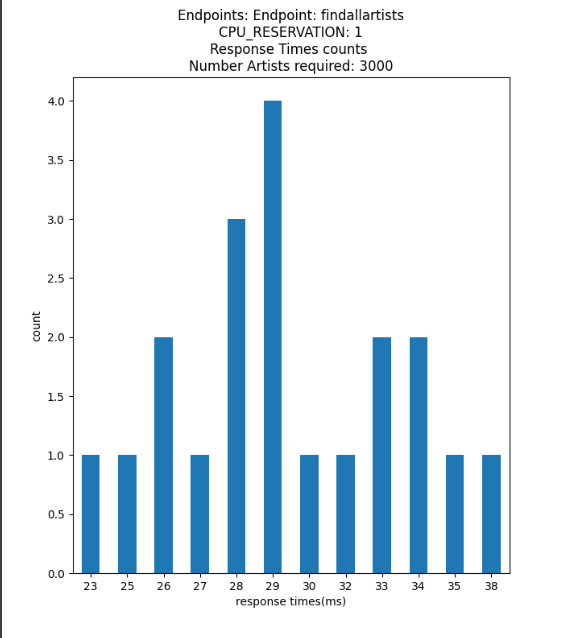 Endpoints: Endpoint: findallartists
CPU_RESERVATION: 1
Response Times counts
Number Artists required: 3000
4.0
3.5
3.0
2.5
2.0
1.5
1.0
0.5
0.0
count
23 25 26 27 28 29 30 32 33 34 35 38
response times(ms)